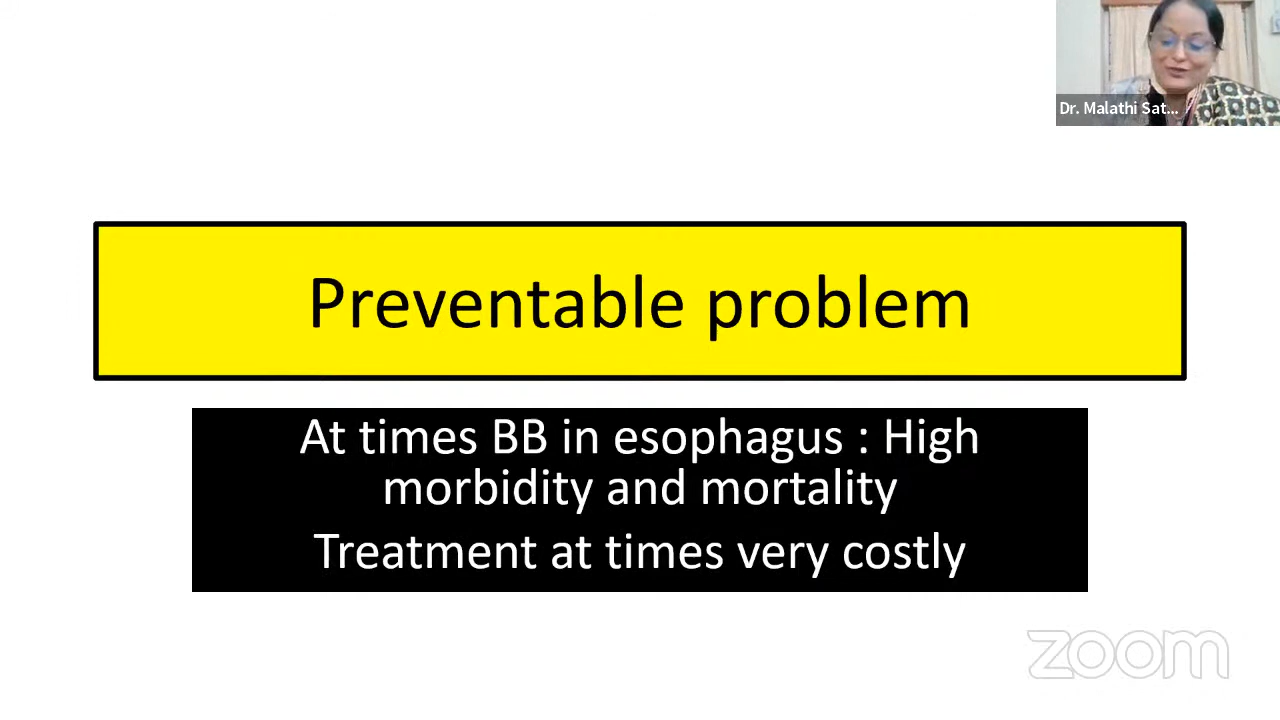 Dr. Malathi Sat...
Preventable problem
At times BB in esophagus : High
morbidity and mortality
Treatment at times very costly
zoom